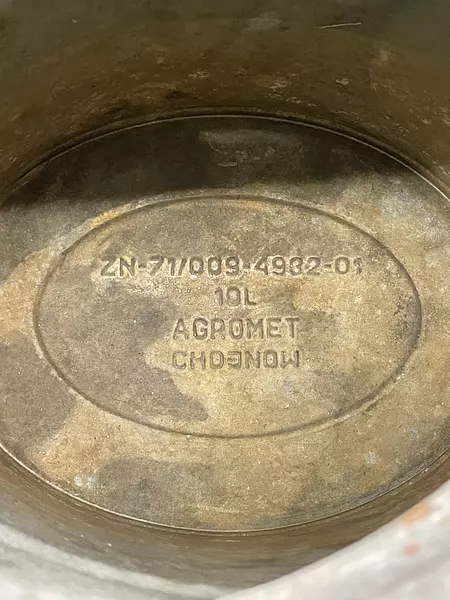 ZN-71/009-4932-01
10L
AGROMET
CHOJNOW